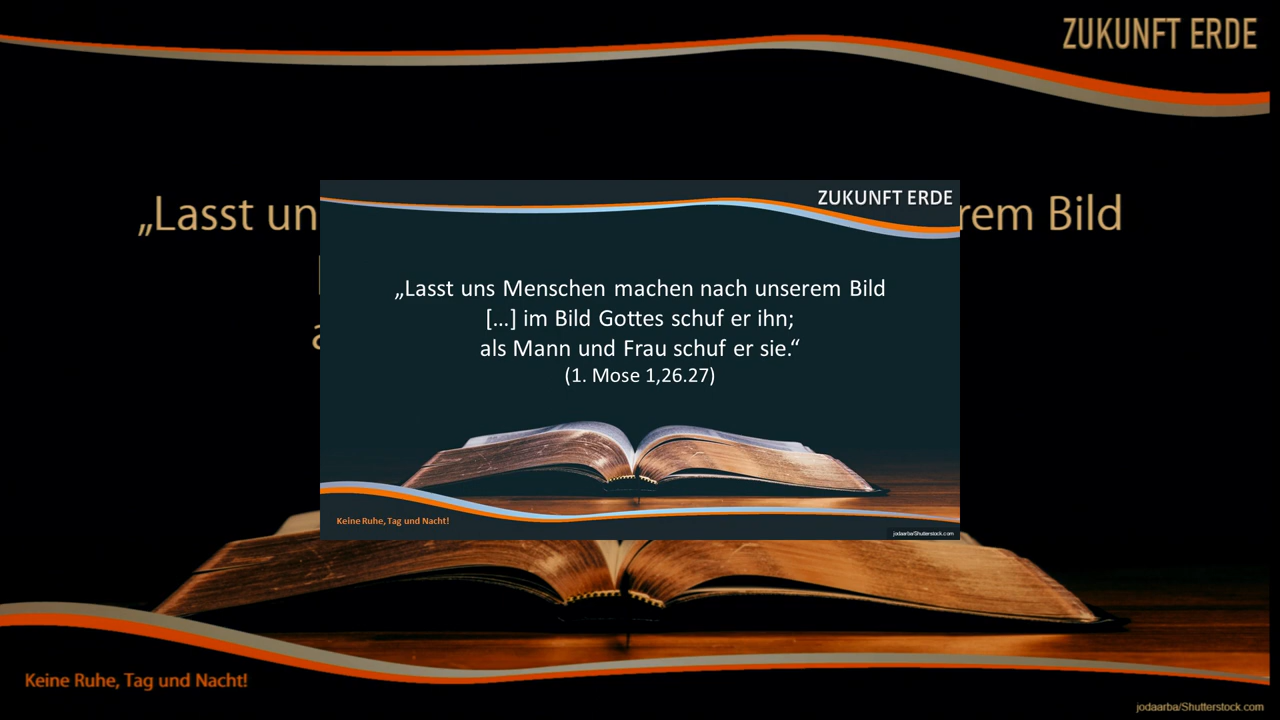 ZUKUNFT ERDE
„Lasst un
rem Bild
ZUKUNFT ERDE
„Lasst uns Menschen machen nach unserem Bild
[...] im Bild Gottes schuf er ihn;
als Mann und Frau schuf er sie.“
(1. Mose 1,26.27)
Keine Ruhe, Tag und Nacht!
jodaarba/Shutterstock.com
Keine Ruhe, Tag und Nacht!
jodaarba/Shutterstock.com